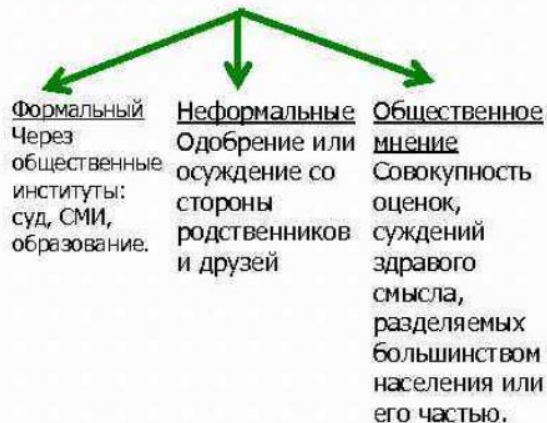 Формальный
Через
общественные
институты:
суд, СМИ,
образование.
Неформальные
Одобрение или
осуждение со
стороны
родственников
и друзей
Общественное
мнение
Совокупность
оценок,
суждений
здравого
смысла,
разделяемых
большинством
населения или
его частью.